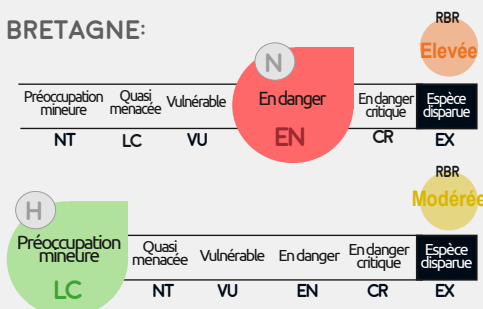 BRETAGNE:
RBR
Elevée
N
Préoccupation mineure
Quasi menacée
Vulnérable
En danger
En danger critique
Espèce disparue
NT
LC
VU
EN
CR
EX
RBR
Modérée
H
Préoccupation mineure
Quasi menacée
Vulnérable
En danger
En danger critique
Espèce disparue
LC
NT
VU
EN
CR
EX